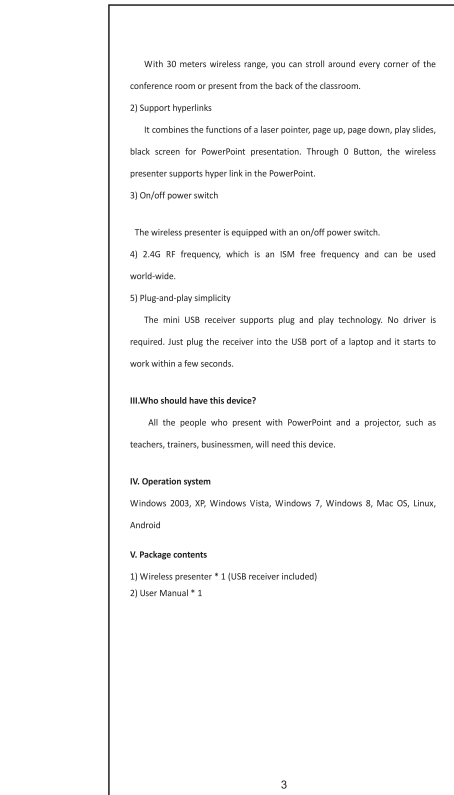 With 30 meters wireless range, you can stroll around every corner of the
conference room or present from the back of the classroom.
2) Support hyperlinks
It combines the functions of a laser pointer, page up, page down, play slides,
black screen for PowerPoint presentation. Through 0 Button, the wireless
presenter supports hyper link in the PowerPoint.
3) On/off power switch
The wireless presenter is equipped with an on/off power switch.
4) 2.4G RF frequency, which is an ISM free frequency and can be used
world-wide.
5) Plug-and-play simplicity
The mini USB receiver supports plug and play technology. No driver is
required. Just plug the receiver into the USB port of a laptop and it starts to
work within a few seconds.
III.Who should have this device?
All the people who present with PowerPoint and a projector, such as
teachers, trainers, businessmen, will need this device.
IV. Operation system
Windows 2003, XP, Windows Vista, Windows 7, Windows 8, Mac OS, Linux,
Android
V. Package contents
1) Wireless presenter * 1 (USB receiver included)
2) User Manual * 1
3